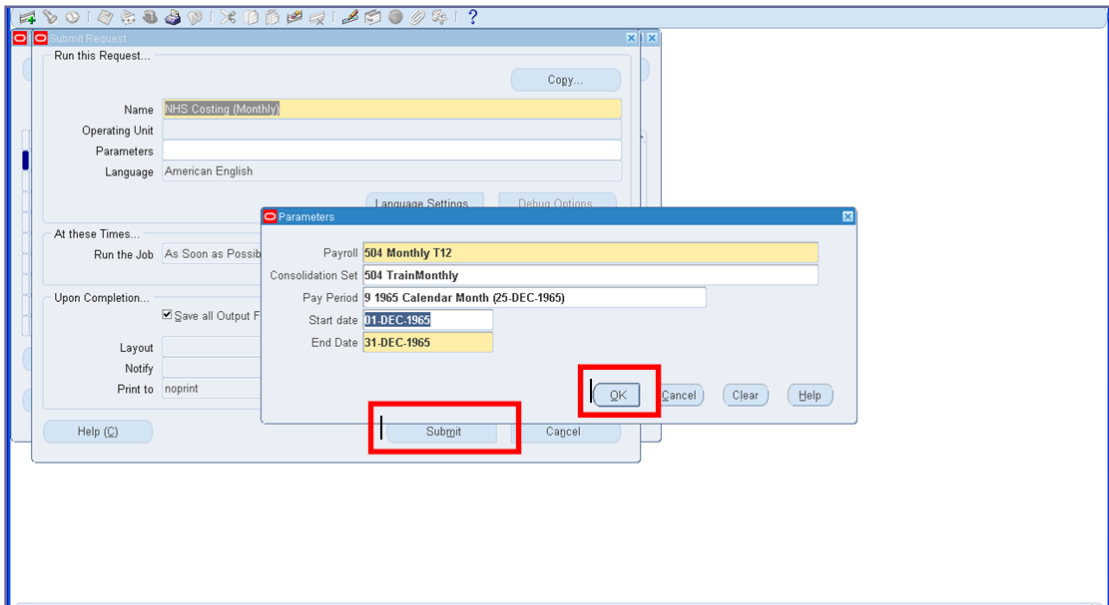 ?
Submit Request
Run this Request...
Copy...
Name NHS Costing (Monthly)
Operating Unit
Parameters
Language American English
Language Settings Debug Options
Parameters
At these Times...
Run the Job As Soon as Possib
Payroll 504 Monthly T12
Consolidation Set 504 TrainMonthly
Pay Period 9 1965 Calendar Month (25-DEC-1965)
Start date 01-DEC-1965
End Date 31-DEC-1965
Upon Completion...
Save all Output F
Layout
Notify
Print to noprint
OK Cancel Clear Help
Help (C) Submit Cancel